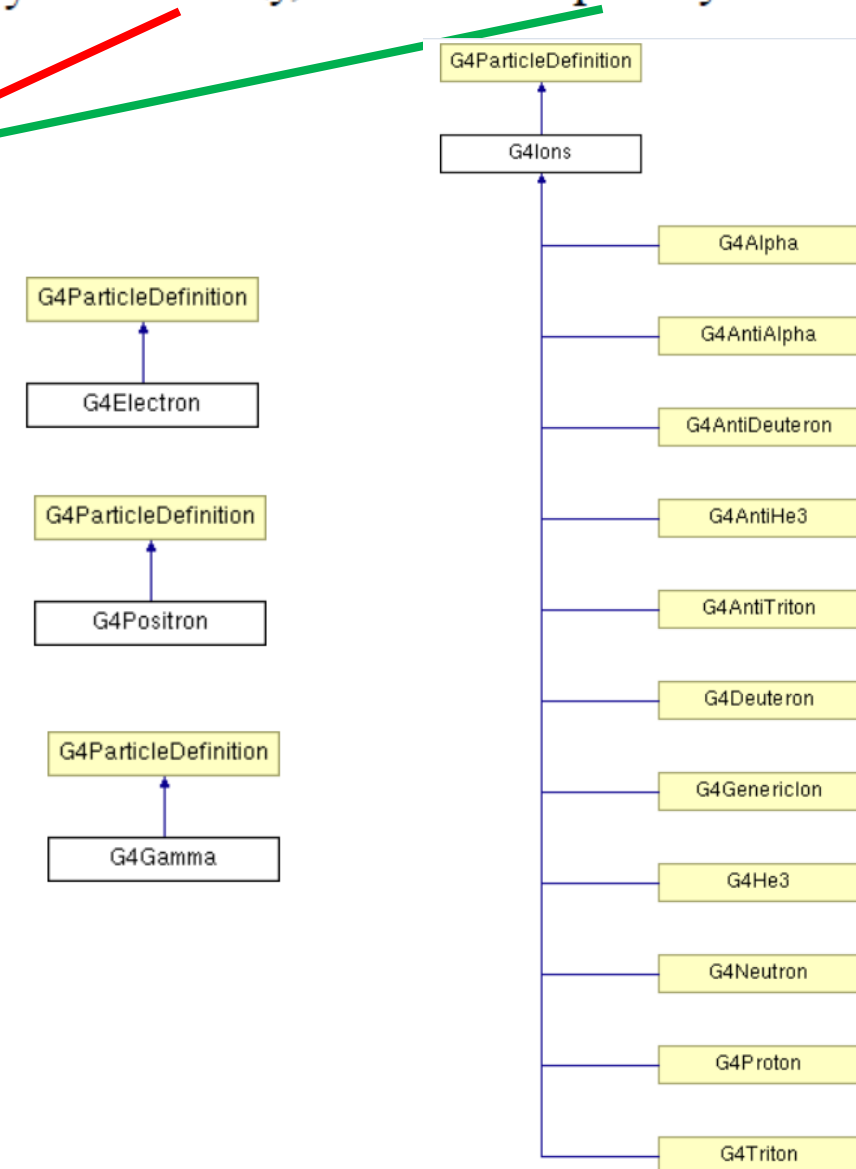 G4ParticleDefinition
G4Ions
G4Alpha
G4AntiAlpha
G4AntiDeuteron
G4AntiHe3
G4AntiTriton
G4Deuteron
G4GenericIon
G4He3
G4Neutron
G4Proton
G4Triton
G4ParticleDefinition
G4Electron
G4ParticleDefinition
G4Positron
G4ParticleDefinition
G4Gamma